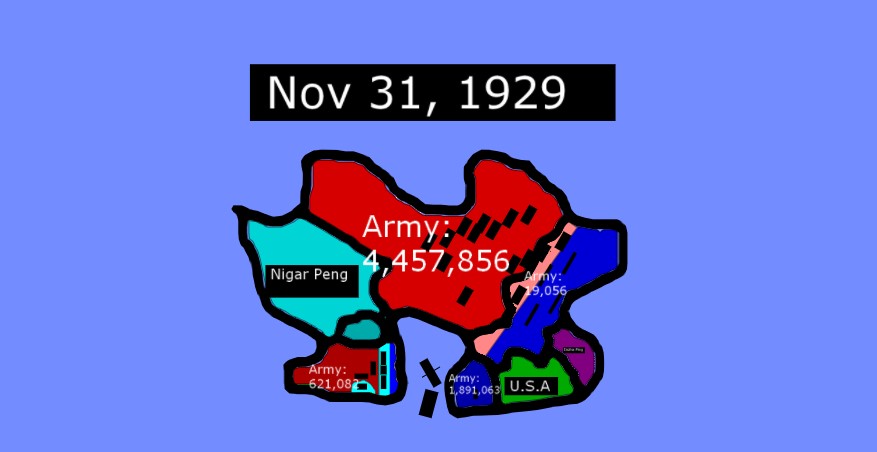 Nov 31, 1929
Army:
4,457,856
Nigar Peng
Army:
19,056
Army:
621,082
Army:
1,891,063
U.S.A